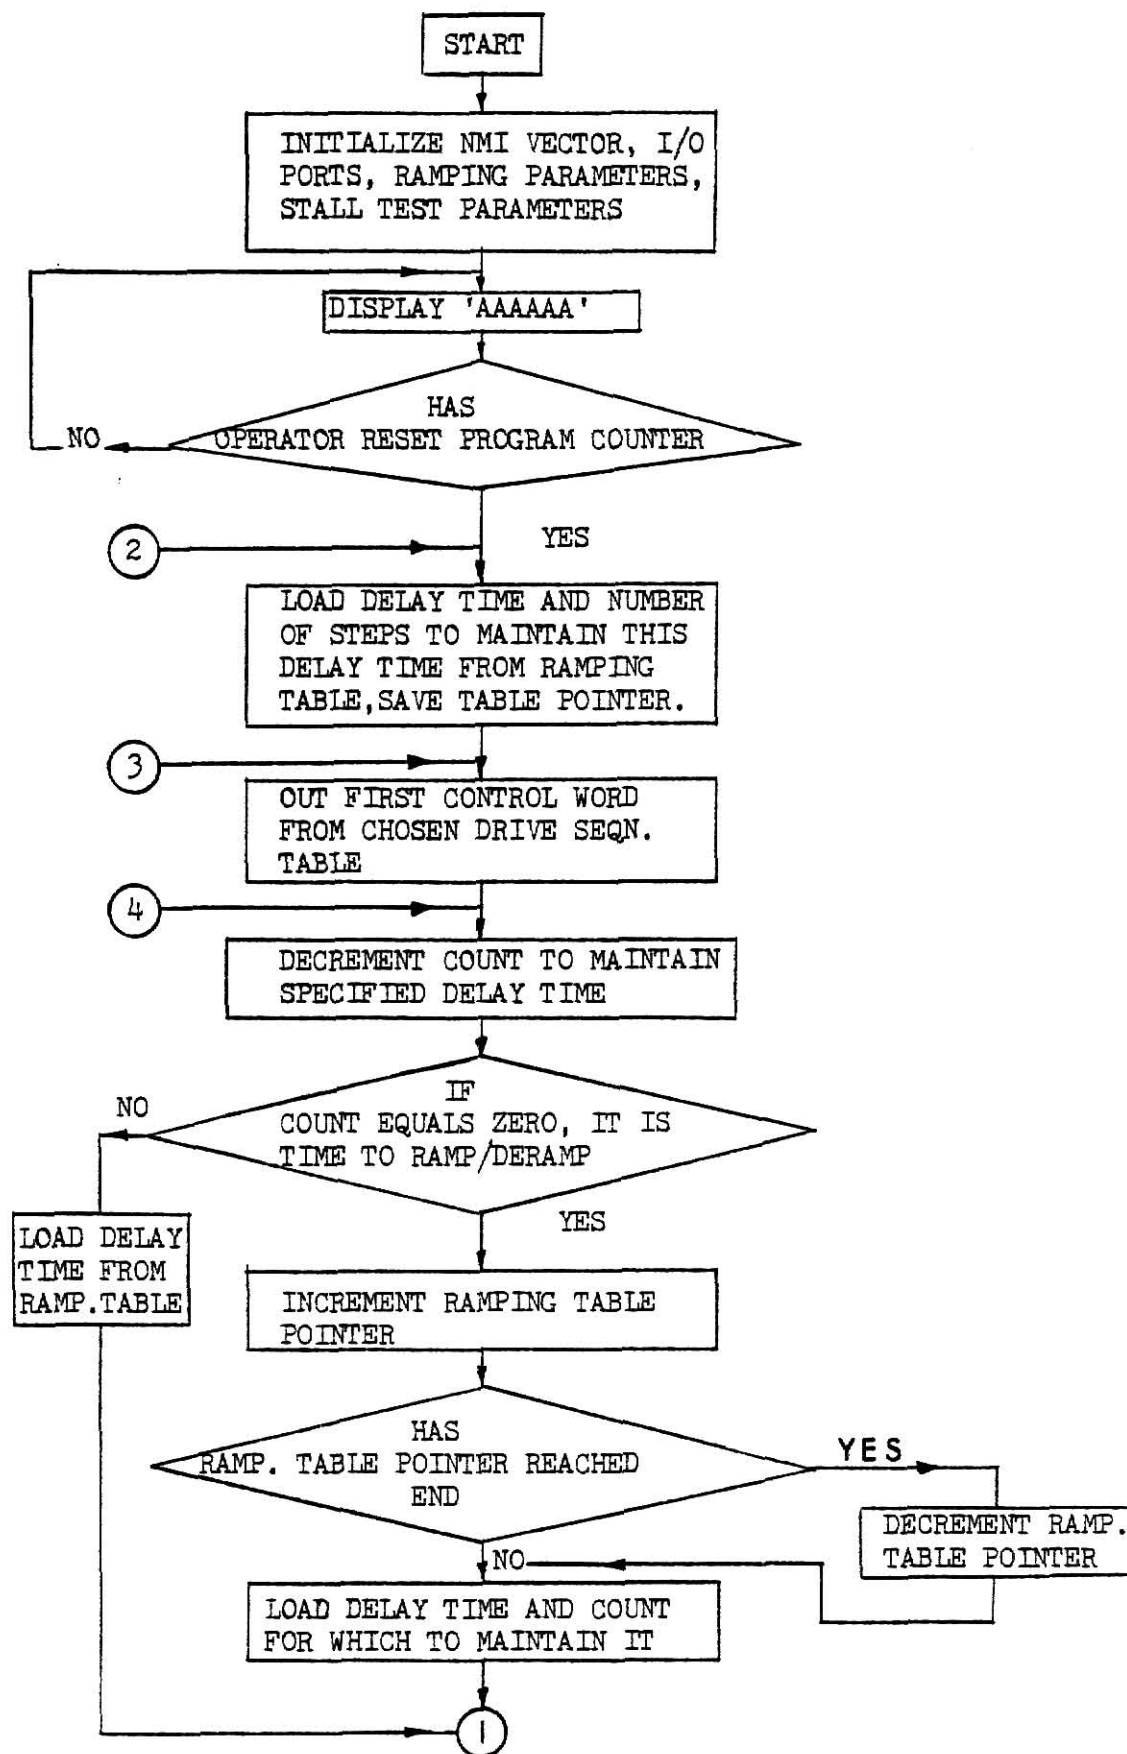 START
INITIALIZE NMI VECTOR, I/O
PORTS, RAMPING PARAMETERS,
STALL TEST PARAMETERS
DISPLAY 'AAAAAA'
HAS
OPERATOR RESET PROGRAM COUNTER
NO
YES
2
LOAD DELAY TIME AND NUMBER
OF STEPS TO MAINTAIN THIS
DELAY TIME FROM RAMPING
TABLE,SAVE TABLE POINTER.
3
OUT FIRST CONTROL WORD
FROM CHOSEN DRIVE SEQN.
TABLE
4
DECREMENT COUNT TO MAINTAIN
SPECIFIED DELAY TIME
IF
COUNT EQUALS ZERO, IT IS
TIME TO RAMP/DERAMP
NO
YES
LOAD DELAY
TIME FROM
RAMP.TABLE
INCREMENT RAMPING TABLE
POINTER
HAS
RAMP. TABLE POINTER REACHED
END
YES
DECREMENT RAMP.
TABLE POINTER
NO
LOAD DELAY TIME AND COUNT
FOR WHICH TO MAINTAIN IT
1